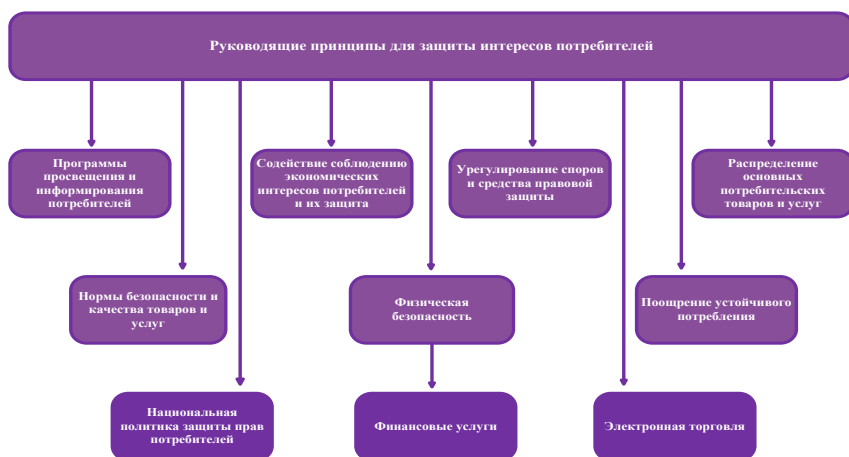 Руководящие принципы для защиты интересов потребителей
Программы
просвещения и
информирования
потребителей
Содействие соблюдению
экономических
интересов потребителей
и их защита
Урегулирование споров
и средства правовой
защиты
Распределение
основных
потребительских
товаров и услуг
Нормы безопасности и
качества товаров и
услуг
Физическая
безопасность
Поощрение устойчивого
потребления
Национальная
политика защиты прав
потребителей
Финансовые услуги
Электронная торговля